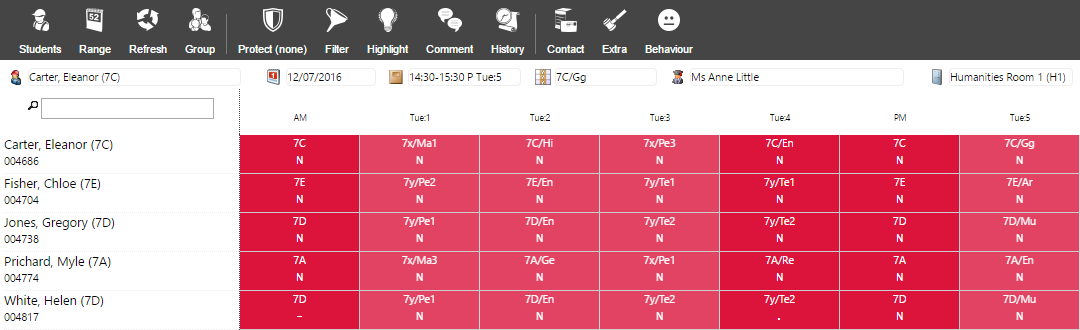 52
Students Range Refresh Group Protect (none) Filter Highlight Comment History Contact Extra Behaviour
Carter, Eleanor (7C) 12/07/2016 14:30-15:30 P Tue:5 7C/Gg Ms Anne Little Humanities Room 1 (H1)
AM Tue:1 Tue:2 Tue:3 Tue:4 PM Tue:5
Carter, Eleanor (7C) 7C 7x/Ma1 7C/Hi 7x/Pe3 7C/En 7C 7C/Gg
004686 N N N N N N N
Fisher, Chloe (7E) 7E 7y/Pe2 7E/En 7y/Te1 7y/Te1 7E 7E/Ar
004704 N N N N N N N
Jones, Gregory (7D) 7D 7y/Pe1 7D/En 7y/Te2 7y/Te2 7D 7D/Mu
004738 N N N N N N N
Prichard, Myle (7A) 7A 7x/Ma3 7A/Ge 7x/Pe1 7A/Re 7A 7A/En
004774 N N N N N N N
White, Helen (7D) 7D 7y/Pe1 7D/En 7y/Te2 7y/Te2 7D 7D/Mu
004817 – N N N . N N